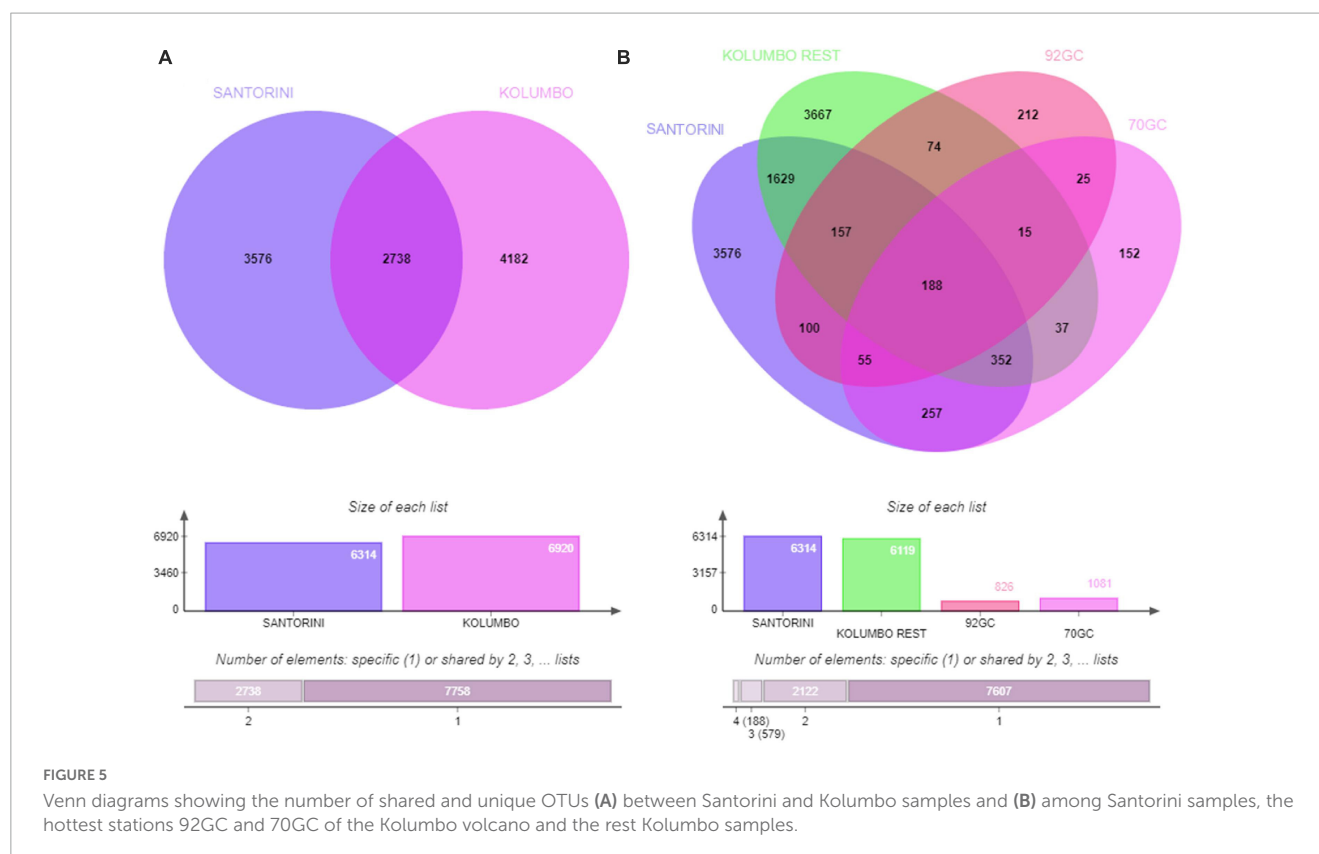 A
SANTORINI
KOLUMBO
3576
2738
4182
B
KOLUMBO REST
92GC
SANTORINI
70GC
3667
212
74
1629
25
157
15
3576
152
188
100
37
55
352
257
Size of each list
6920
3460
0
6314
6920
SANTORINI
KOLUMBO
Number of elements: specific (1) or shared by 2, 3, ... lists
2738
7758
2
1
Size of each list
6314
3157
0
6314
6119
826
1081
SANTORINI
KOLUMBO REST
92GC
70GC
Number of elements: specific (1) or shared by 2, 3, ... lists
2122
7607
4 (188)
3 (579)
2
1
FIGURE 5
Venn diagrams showing the number of shared and unique OTUs (A) between Santorini and Kolumbo samples and (B) among Santorini samples, the
hottest stations 92GC and 70GC of the Kolumbo volcano and the rest Kolumbo samples.